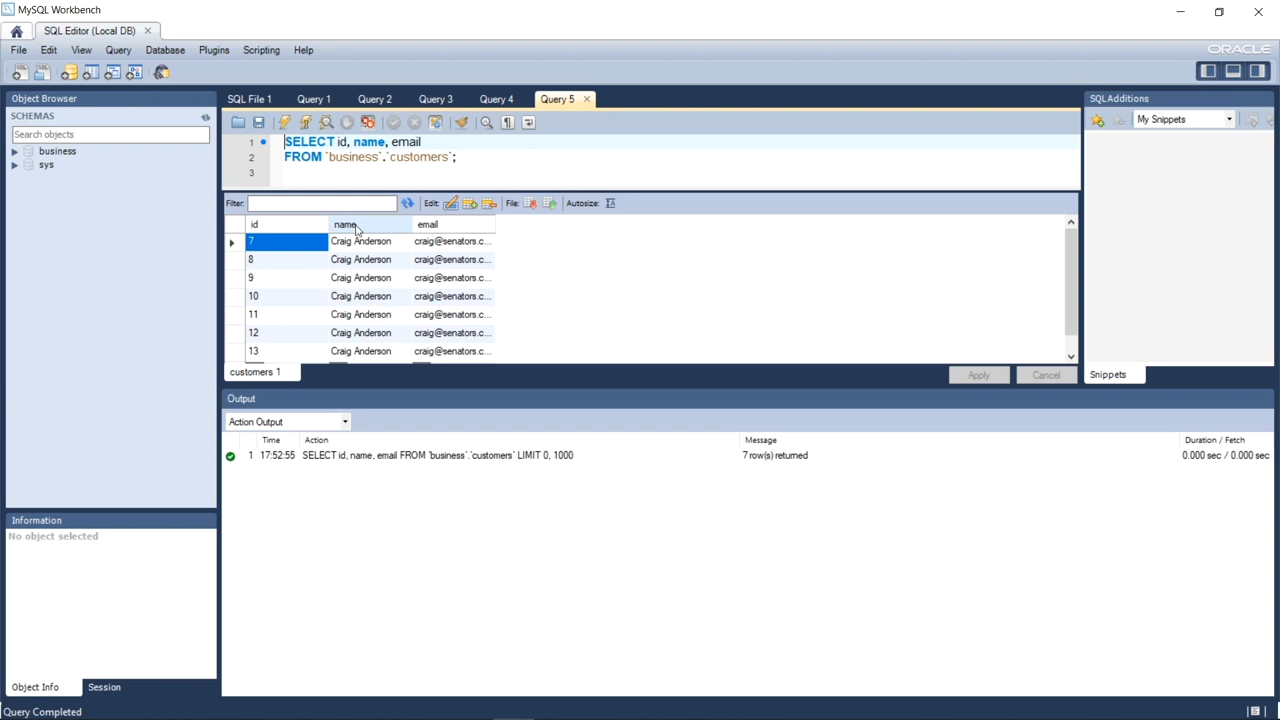 MySQL Workbench
SQL Editor (Local DB)
File Edit View Query Database Plugins Scripting Help
ORACLE
Object Browser
SCHEMAS
Search objects
business
sys
SQL File 1 Query 1 Query 2 Query 3 Query 4 Query 5
1 SELECT id, name, email
2 FROM `business`.`customers`;
3
Filter: Edit: File: Autosize:
id name email
7 Craig Anderson craig@senators.c...
8 Craig Anderson craig@senators.c...
9 Craig Anderson craig@senators.c...
10 Craig Anderson craig@senators.c...
11 Craig Anderson craig@senators.c...
12 Craig Anderson craig@senators.c...
13 Craig Anderson craig@senators.c...
customers 1
Apply Cancel
SQL Additions
My Snippets
Snippets
Output
Action Output
Time Action Message Duration / Fetch
1 17:52:55 SELECT id, name, email FROM `business`.`customers` LIMIT 0, 1000 7 row(s) returned 0.000 sec / 0.000 sec
Information
No object selected
Object Info Session
Query Completed